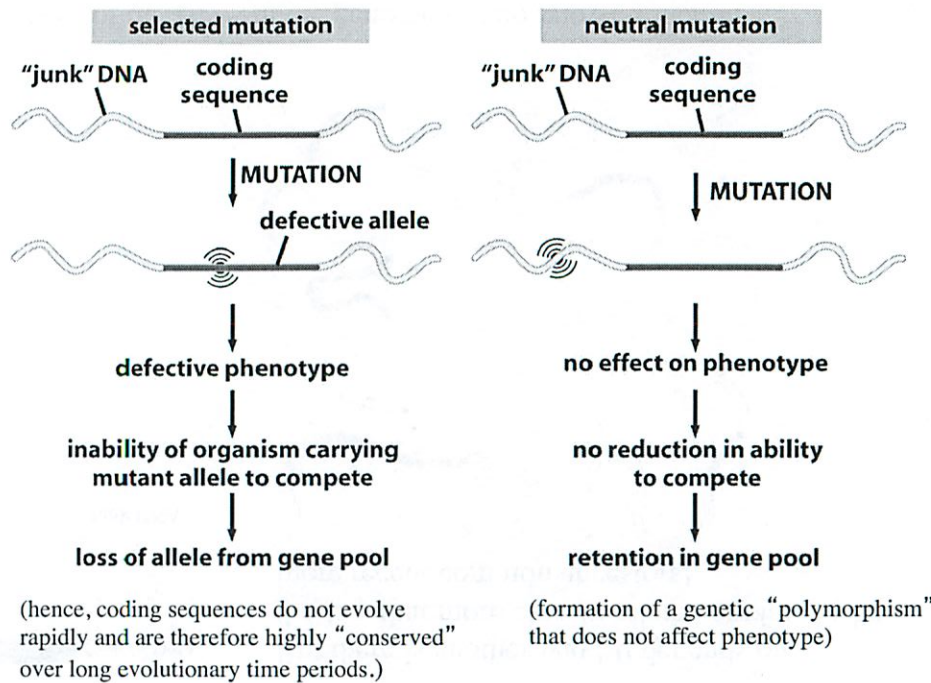 selected mutation
"junk" DNA
coding
sequence
MUTATION
defective allele
defective phenotype
inability of organism carrying
mutant allele to compete
loss of allele from gene pool
(hence, coding sequences do not evolve
rapidly and are therefore highly “conserved”
over long evolutionary time periods.)
neutral mutation
"junk" DNA
coding
sequence
MUTATION
no effect on phenotype
no reduction in ability
to compete
retention in gene pool
(formation of a genetic “polymorphism”
that does not affect phenotype)